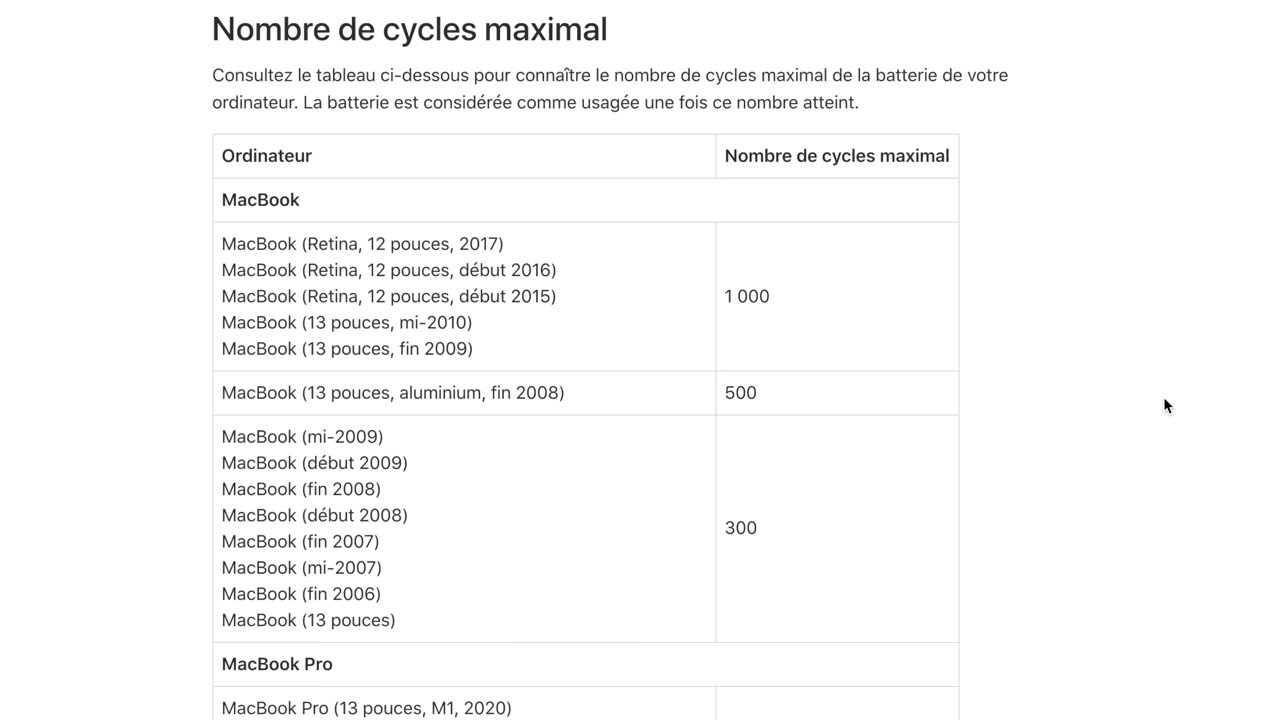 Nombre de cycles maximal
Consultez le tableau ci-dessous pour connaître le nombre de cycles maximal de la batterie de votre
ordinateur. La batterie est considérée comme usagée une fois ce nombre atteint.
Ordinateur Nombre de cycles maximal
MacBook
MacBook (Retina, 12 pouces, 2017)
MacBook (Retina, 12 pouces, début 2016)
MacBook (Retina, 12 pouces, début 2015) 1 000
MacBook (13 pouces, mi-2010)
MacBook (13 pouces, fin 2009)
MacBook (13 pouces, aluminium, fin 2008) 500
MacBook (mi-2009)
MacBook (début 2009)
MacBook (fin 2008)
MacBook (début 2008)
300
MacBook (fin 2007)
MacBook (mi-2007)
MacBook (fin 2006)
MacBook (13 pouces)
MacBook Pro
MacBook Pro (13 pouces, M1, 2020)